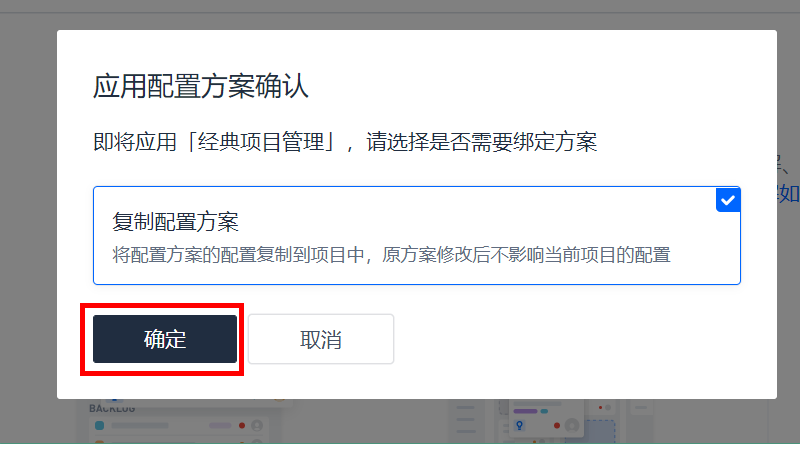 应用配置方案确认
即将应用「经典项目管理」，请选择是否需要绑定方案
复制配置方案
将配置方案的配置复制到项目中，原方案修改后不影响当前项目的配置
确定
取消
BACKLOG